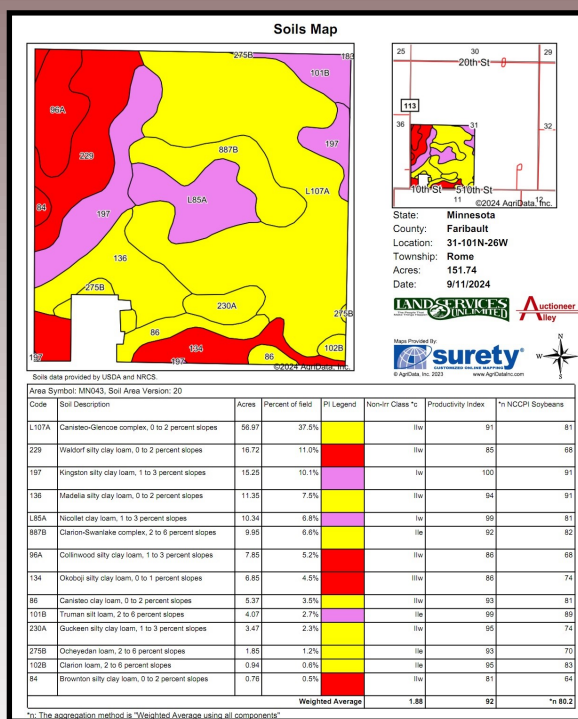 Soils Map
275B
183
101B
96A
229
887B
197
L85A
L107A
84
197
136
275B
230A
275B
86
134
102B
197
197
86
©2024 AgriData, Inc.
Soils data provided by USDA and NRCS.
25 30 29
20th St
113
36 31 32
10th St 510th St
11 12
©2024 AgriData, Inc.
State: Minnesota
County: Faribault
Location: 31-101N-26W
Township: Rome
Acres: 151.74
Date: 9/11/2024
LAND SERVICES UNLIMITED
Auctioneer Alley
Maps Provided By:
surety®
CUSTOMIZED ONLINE MAPPING
© AgriData, Inc. 2023 www.AgriDataInc.com
N
W E
S
Area Symbol: MN043, Soil Area Version: 20
Code Soil Description Acres Percent of field PI Legend Non-Irr Class *c Productivity Index *n NCCPI Soybeans
L107A Canisteo-Glencoe complex, 0 to 2 percent slopes 56.97 37.5% IIw 91 81
229 Waldorf silty clay loam, 0 to 2 percent slopes 16.72 11.0% IIw 85 68
197 Kingston silty clay loam, 1 to 3 percent slopes 15.25 10.1% Iw 100 91
136 Madelia silty clay loam, 0 to 2 percent slopes 11.35 7.5% IIw 94 91
L85A Nicollet clay loam, 1 to 3 percent slopes 10.34 6.8% Iw 99 81
887B Clarion-Swanlake complex, 2 to 6 percent slopes 9.95 6.6% IIe 92 82
96A Collinwood silty clay loam, 1 to 3 percent slopes 7.85 5.2% IIw 86 68
134 Okoboji silty clay loam, 0 to 1 percent slopes 6.85 4.5% IIIw 86 74
86 Canisteo clay loam, 0 to 2 percent slopes 5.37 3.5% IIw 93 81
101B Truman silt loam, 2 to 6 percent slopes 4.07 2.7% IIe 99 89
230A Guckeen silty clay loam, 1 to 3 percent slopes 3.47 2.3% IIw 95 74
275B Ocheyedan loam, 2 to 6 percent slopes 1.85 1.2% IIe 93 70
102B Clarion loam, 2 to 6 percent slopes 0.94 0.6% IIe 95 83
84 Brownton silty clay loam, 0 to 2 percent slopes 0.76 0.5% IIw 81 64
Weighted Average 1.88 92 *n 80.2
*n: The aggregation method is "Weighted Average using all components"